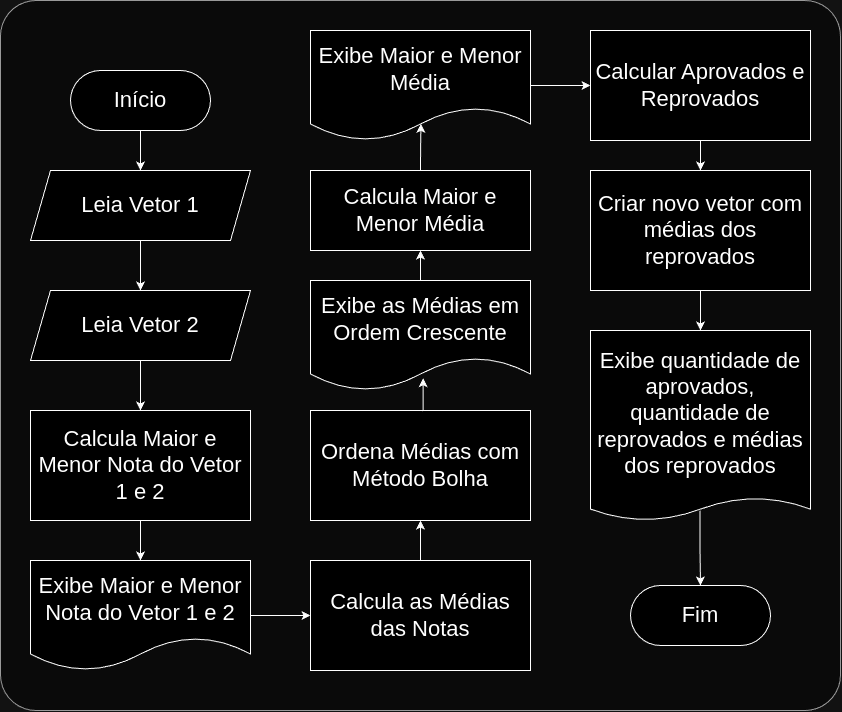 Início
Leia Vetor 1
Leia Vetor 2
Calcula Maior e
Menor Nota do Vetor
1 e 2
Exibe Maior e Menor
Nota do Vetor 1 e 2
Calcula as Médias
das Notas
Ordena Médias com
Método Bolha
Exibe as Médias em
Ordem Crescente
Calcula Maior e
Menor Média
Exibe Maior e Menor
Média
Calcular Aprovados e
Reprovados
Criar novo vetor com
médias dos
reprovados
Exibe quantidade de
aprovados,
quantidade de
reprovados e médias
dos reprovados
Fim